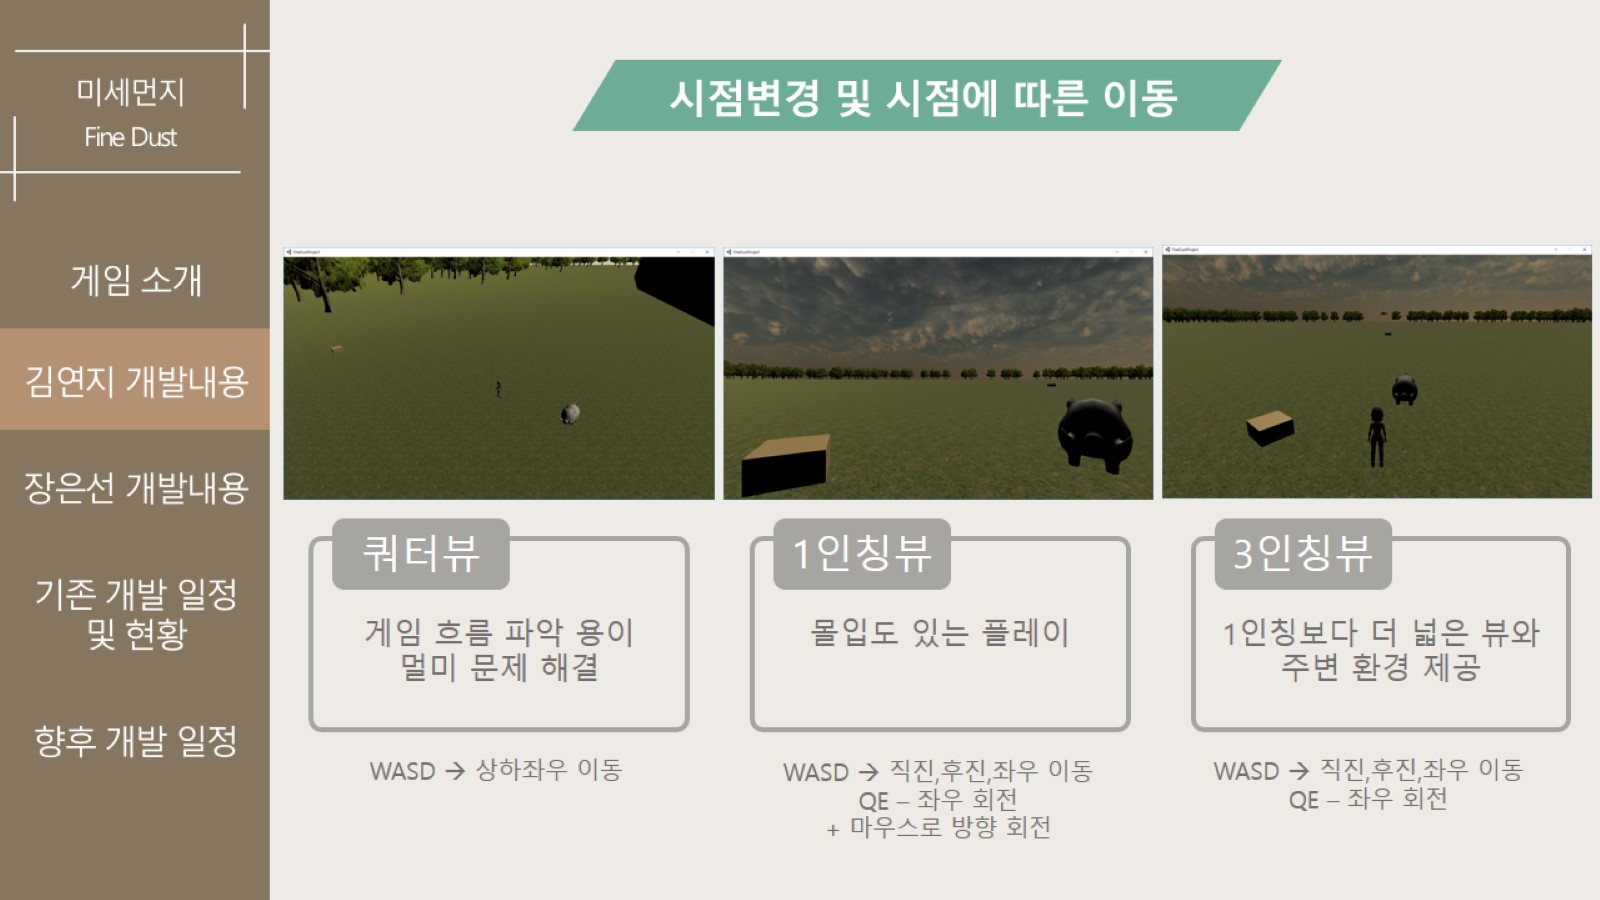 미세먼지
Fine Dust
게임 소개
김연지 개발내용
장은선 개발내용
기존 개발 일정
및 현황
향후 개발 일정
시점변경 및 시점에 따른 이동
쿼터뷰
게임 흐름 파악 용이
멀미 문제 해결
WASD → 상하좌우 이동
1인칭뷰
몰입도 있는 플레이
WASD → 직진,후진,좌우 이동
QE – 좌우 회전
+ 마우스로 방향 회전
3인칭뷰
1인칭보다 더 넓은 뷰와
주변 환경 제공
WASD → 직진,후진,좌우 이동
QE – 좌우 회전